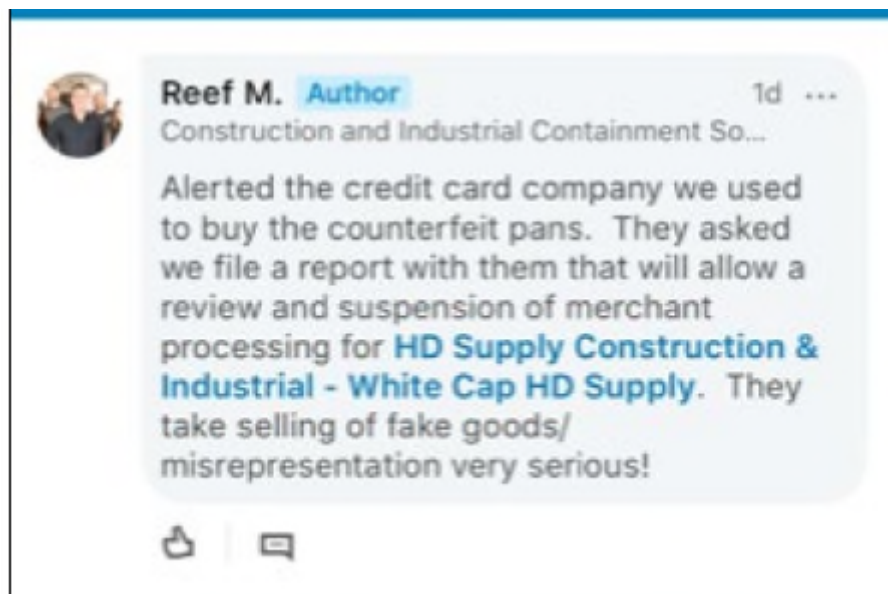 Reef M. Author 1d ...
Construction and Industrial Containment So...
Alerted the credit card company we used
to buy the counterfeit pans.  They asked
we file a report with them that will allow a
review and suspension of merchant
processing for HD Supply Construction &
Industrial - White Cap HD Supply.  They
take selling of fake goods/
misrepresentation very serious!